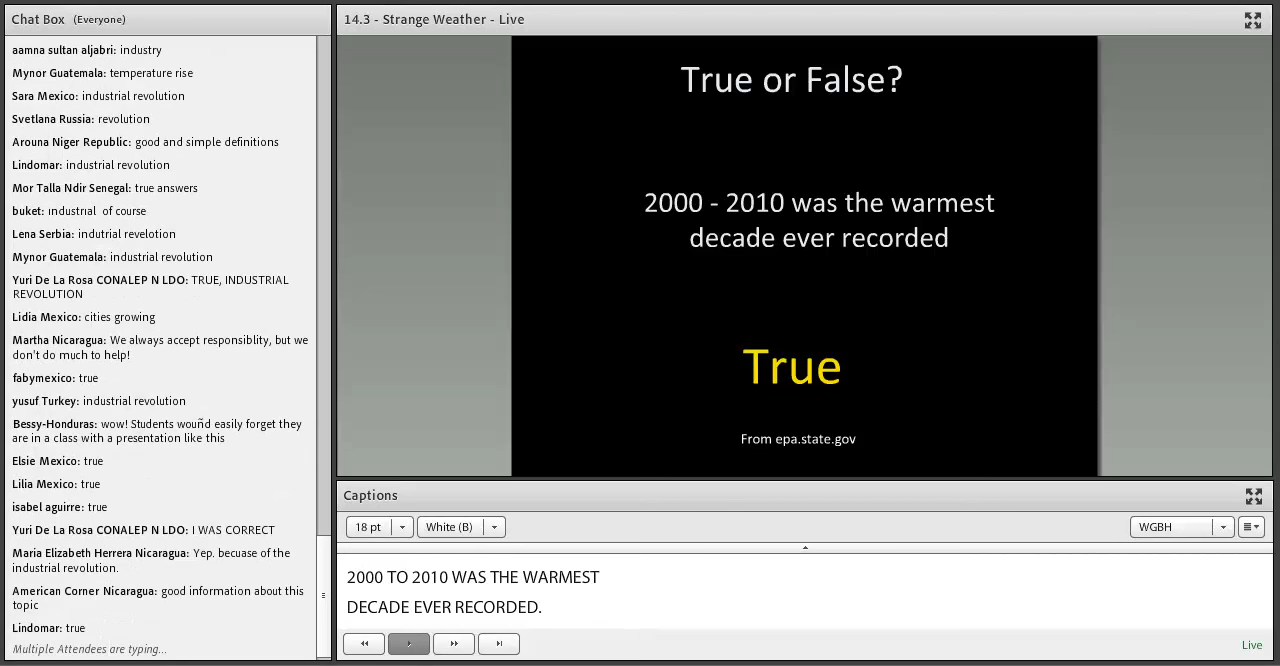 Chat Box (Everyone)
aamna sultan aljabri: industry
Mynor Guatemala: temperature rise
Sara Mexico: industrial revolution
Svetlana Russia: revolution
Arouna Niger Republic: good and simple definitions
Lindomar: industrial revolution
Mor Talla Ndir Senegal: true answers
buket: ındustrıal of course
Lena Serbia: indutrial revelotion
Mynor Guatemala: industrial revolution
Yuri De La Rosa CONALEP N LDO: TRUE, INDUSTRIAL
REVOLUTION
Lidia Mexico: cities growing
Martha Nicaragua: We always accept responsiblity, but we
don't do much to help!
fabymexico: true
yusuf Turkey: industrial revolution
Bessy-Honduras: wow! Students wouñd easily forget they
are in a class with a presentation like this
Elsie Mexico: true
Lilia Mexico: true
isabel aguirre: true
Yuri De La Rosa CONALEP N LDO: I WAS CORRECT
Maria Elizabeth Herrera Nicaragua: Yep. becuase of the
industrial revolution.
American Corner Nicaragua: good information about this
topic
Lindomar: true
Multiple Attendees are typing...
14.3 - Strange Weather - Live
True or False?
2000 - 2010 was the warmest
decade ever recorded
True
From epa.state.gov
Captions
18 pt
White (B)
WGBH
2000 TO 2010 WAS THE WARMEST
DECADE EVER RECORDED.
Live